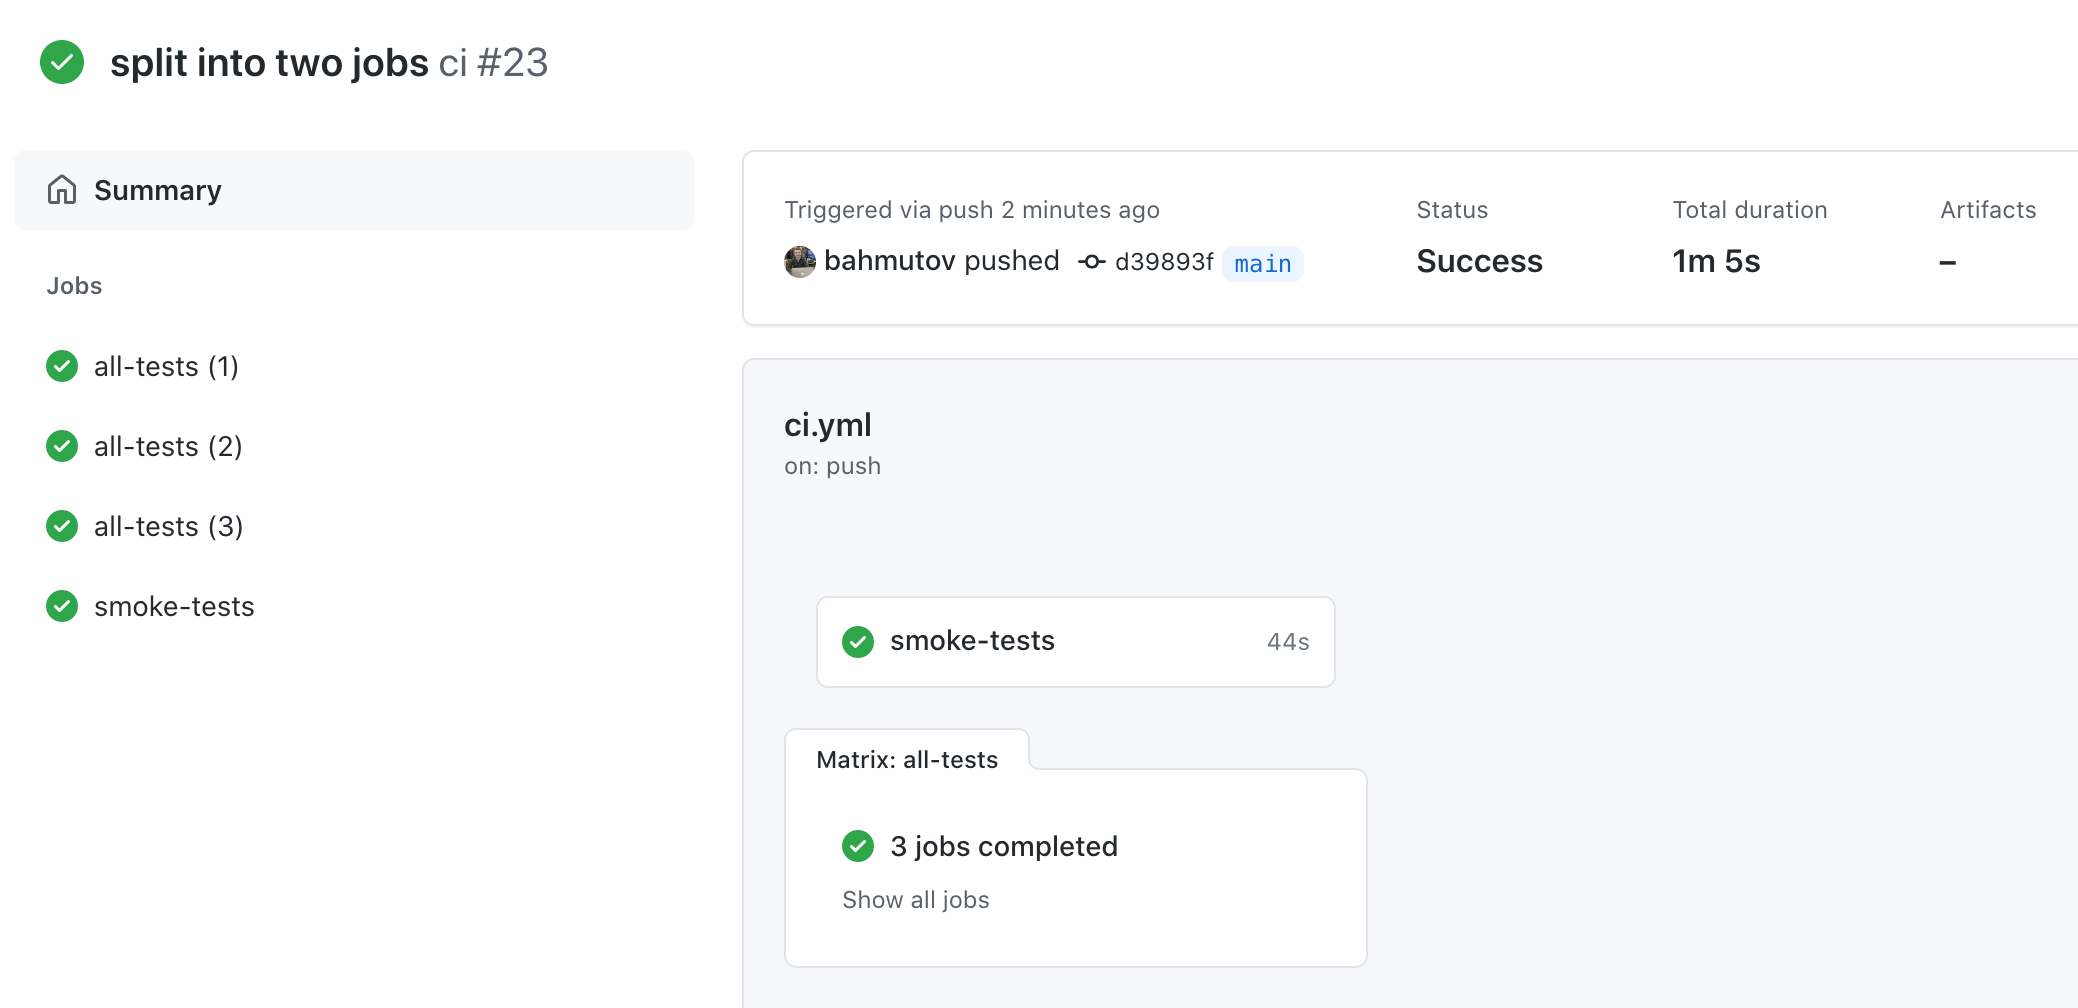 split into two jobs ci #23
Summary
Jobs
all-tests (1)
all-tests (2)
all-tests (3)
smoke-tests
Triggered via push 2 minutes ago
bahmutov pushed d39893f main
Status
Success
Total duration
1m 5s
Artifacts
–
ci.yml
on: push
smoke-tests 44s
Matrix: all-tests
3 jobs completed
Show all jobs